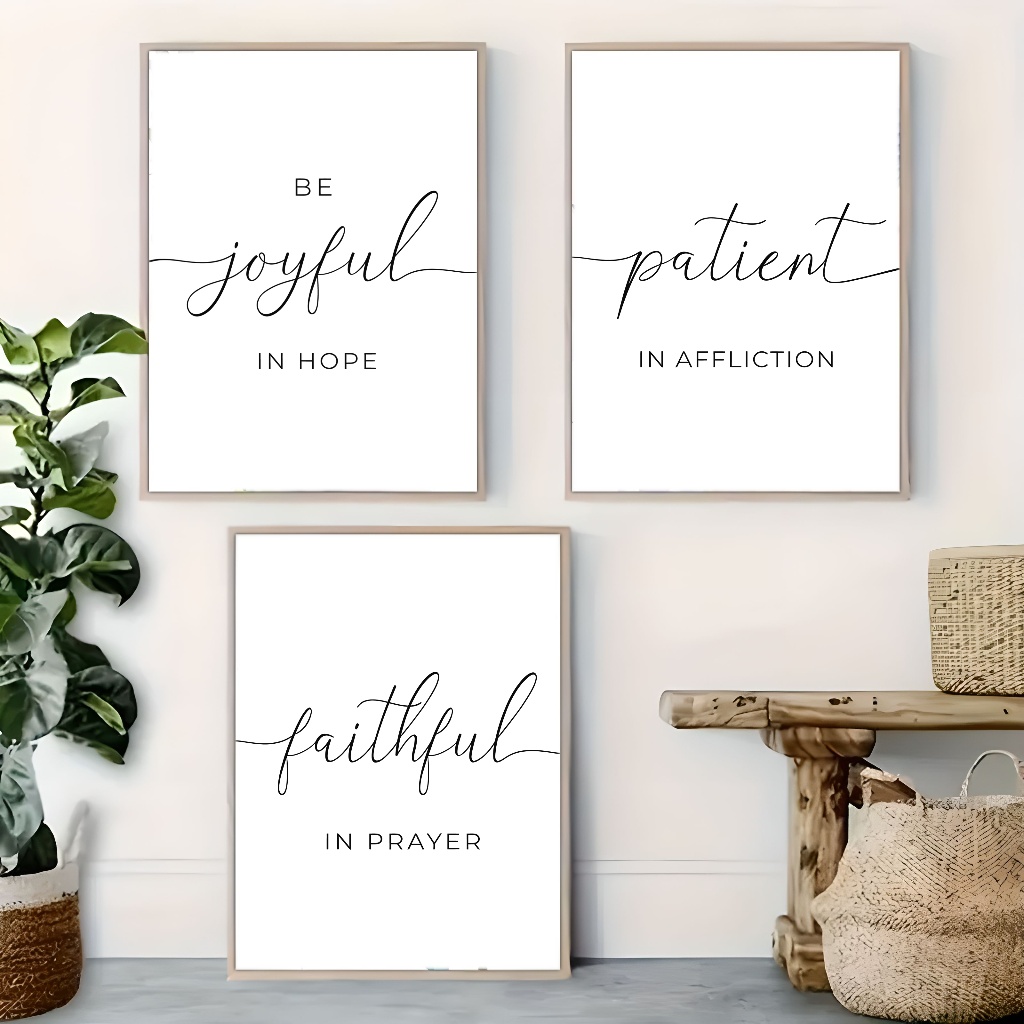 BE
joyful
IN HOPE
patient
IN AFFLICTION
faithful
IN PRAYER